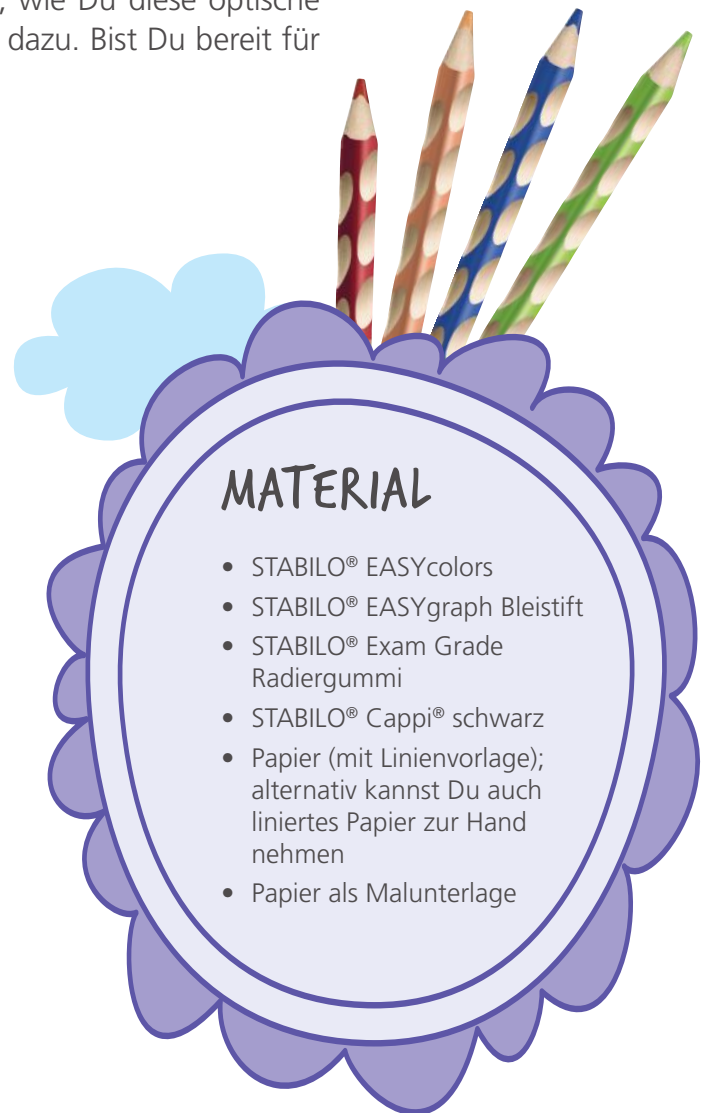 , wie Du diese optische
dazu. Bist Du bereit für
MATERIAL
• STABILO® EASYcolors
• STABILO® EASYgraph Bleistift
• STABILO® Exam Grade
Radiergummi
• STABILO® Cappi® schwarz
• Papier (mit Linienvorlage);
alternativ kannst Du auch
liniertes Papier zur Hand
nehmen
• Papier als Malunterlage